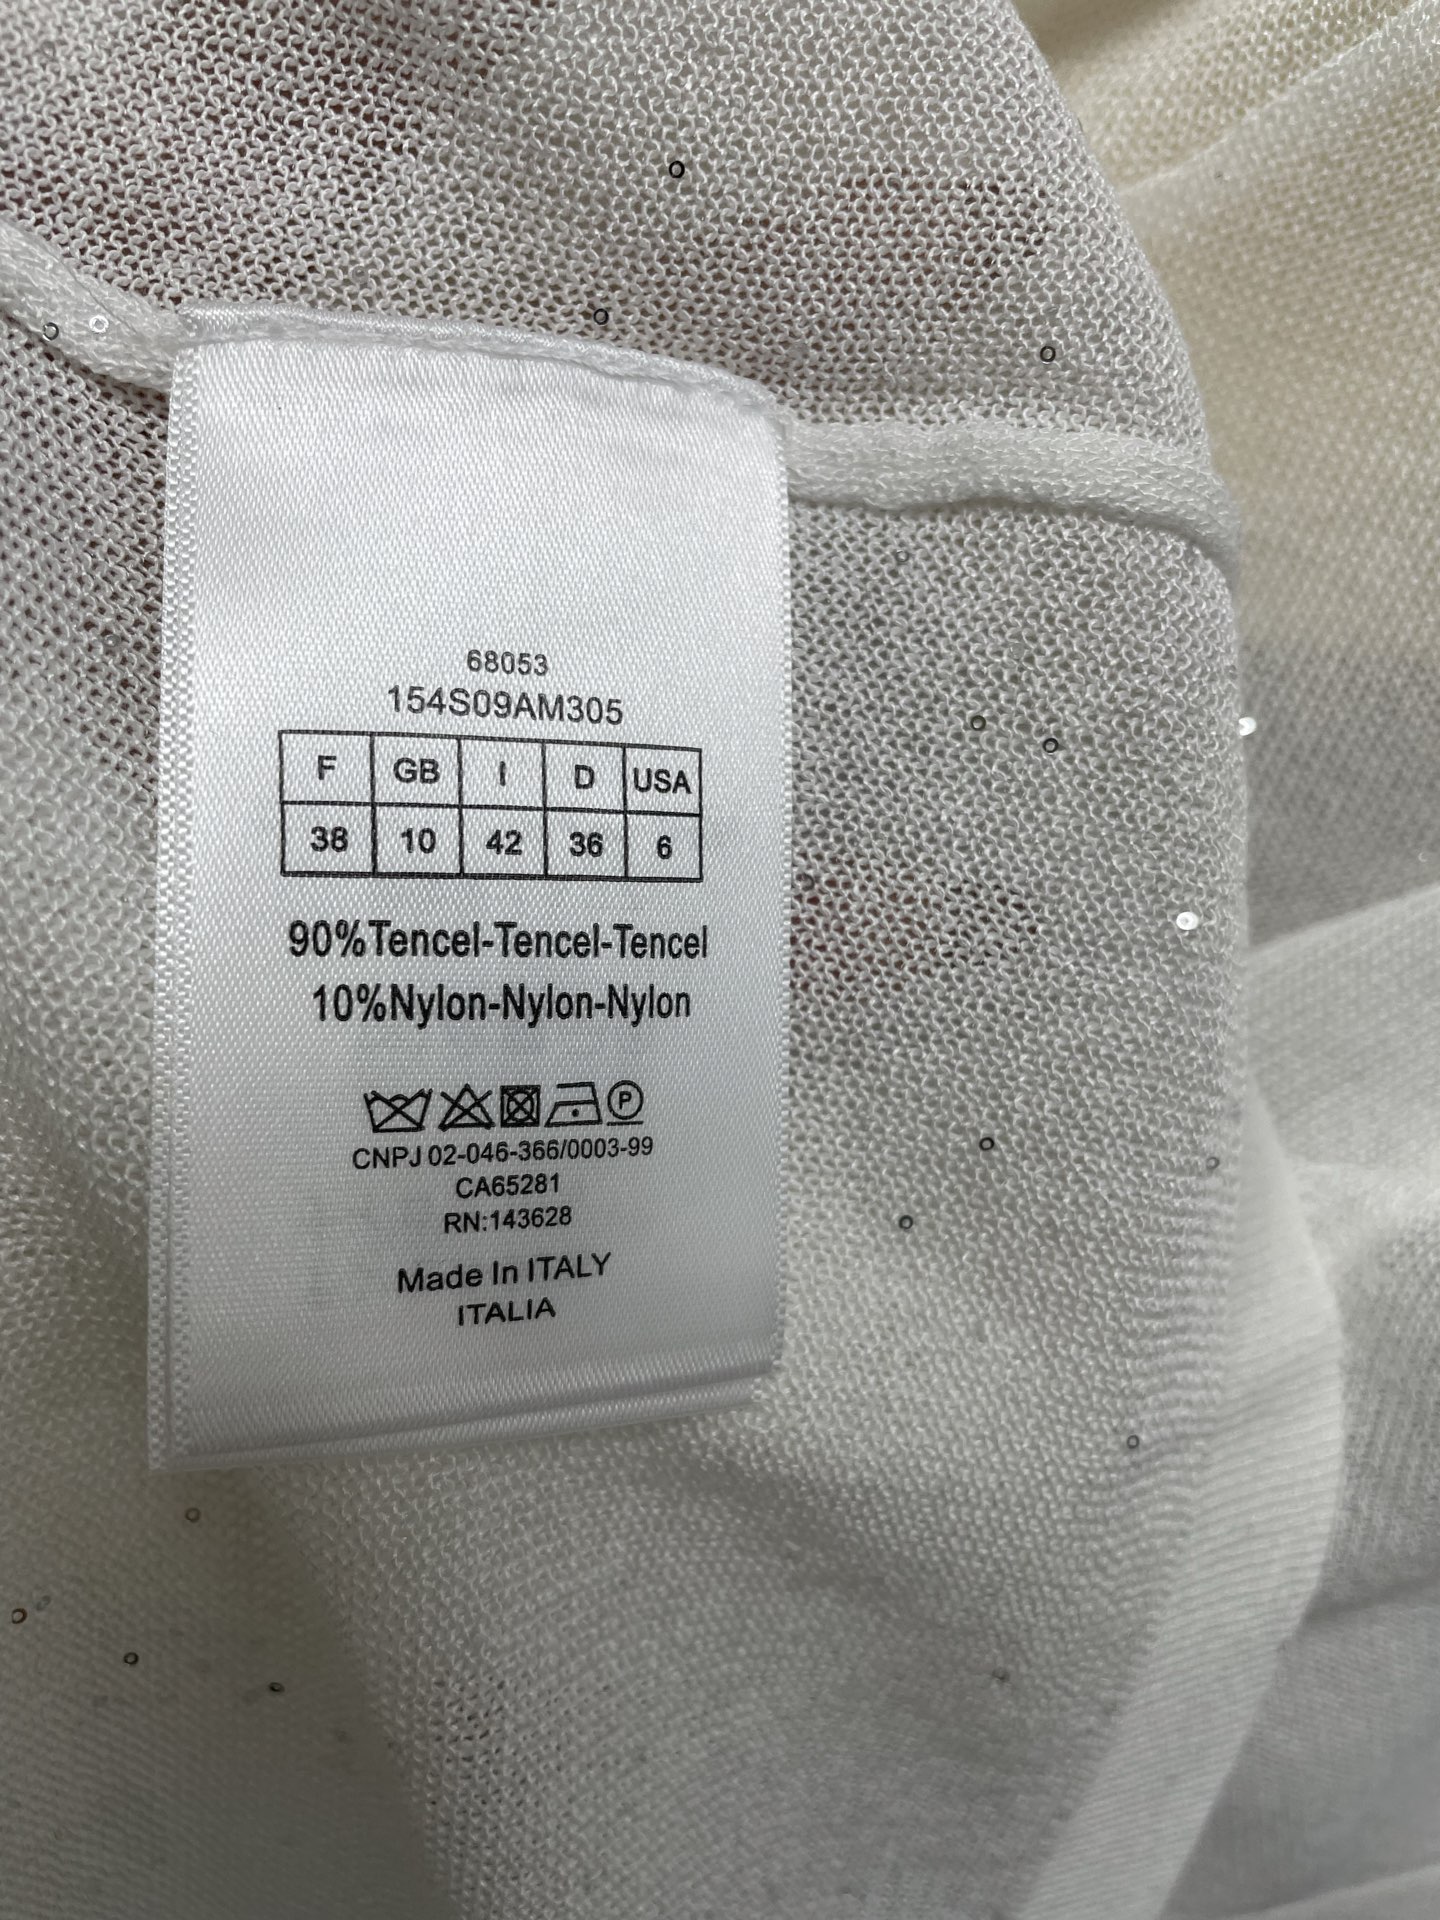 68053
154S09AM305
F GB I D USA
38 10 42 36 6
90%Tencel-Tencel-Tencel
10%Nylon-Nylon-Nylon
P
CNPJ 02-046-366/0003-99
CA65281
RN:143628
Made In ITALY
ITALIA